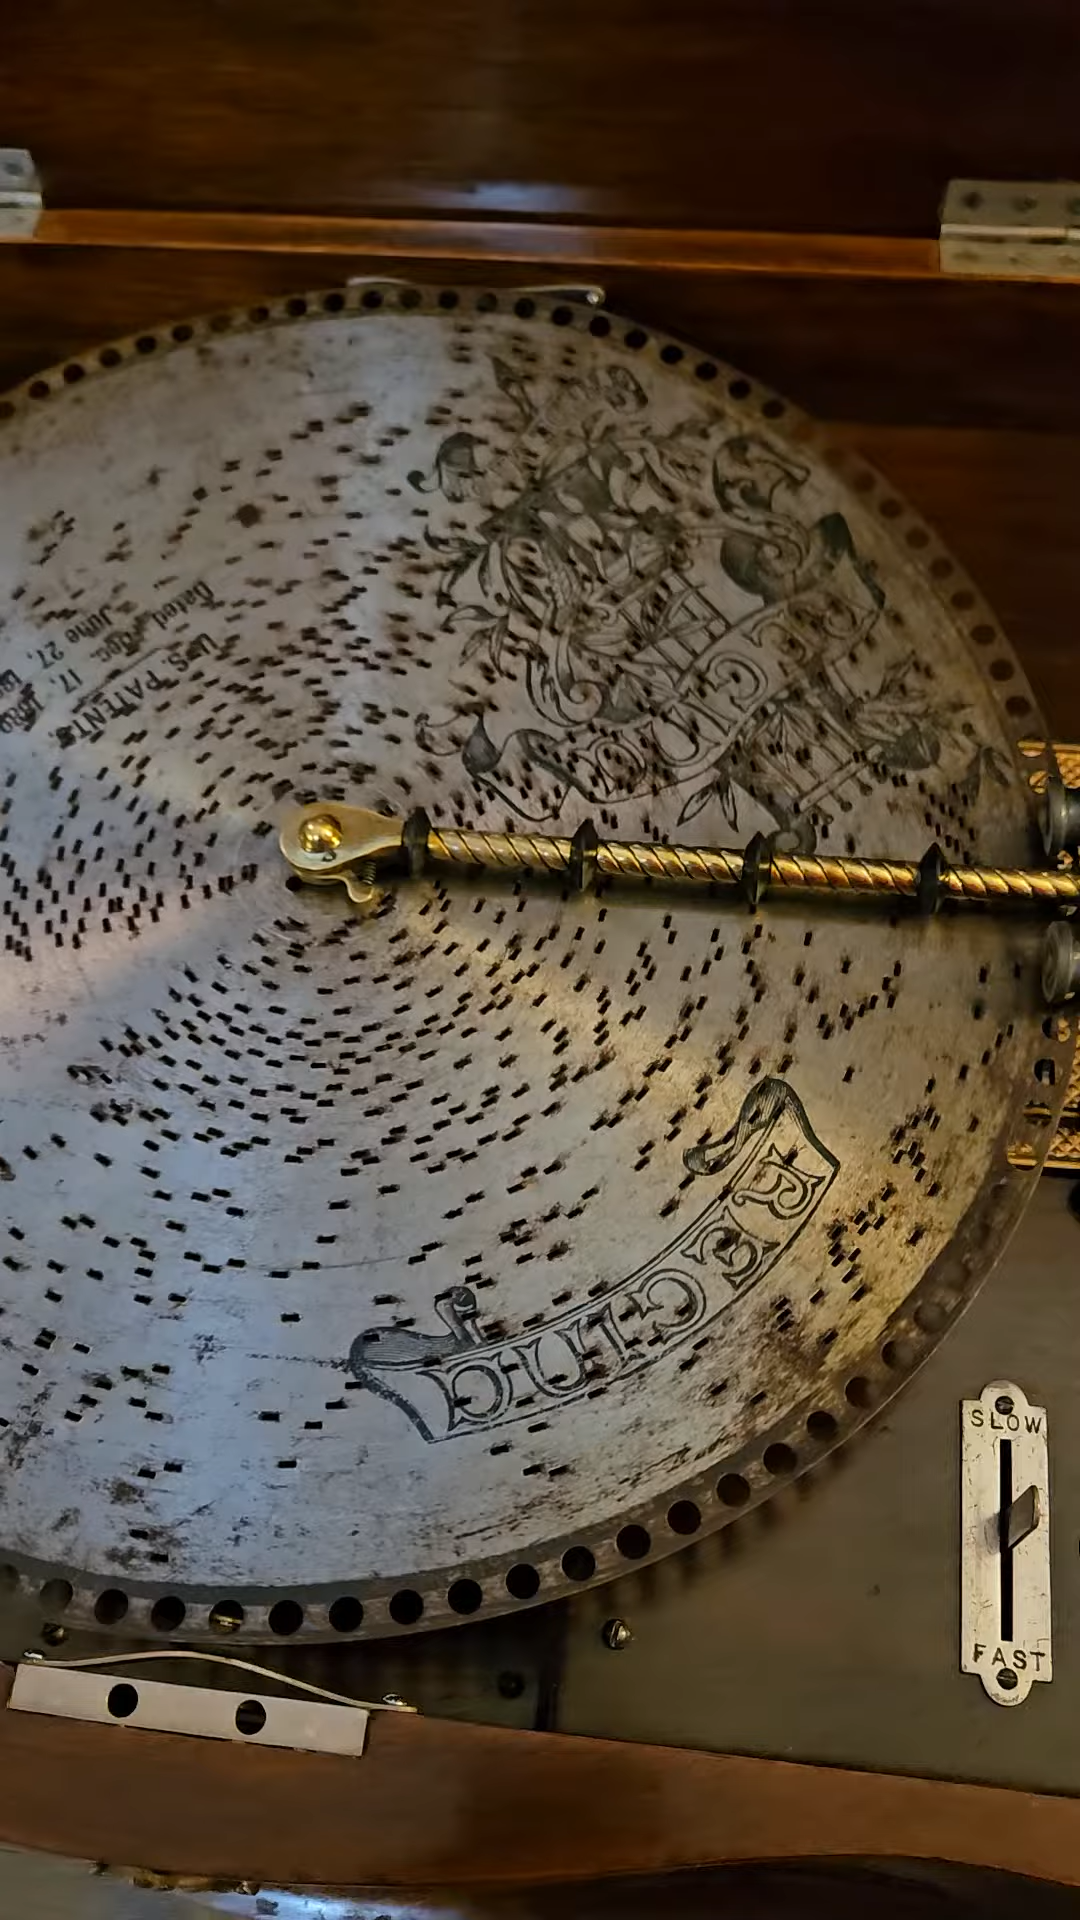 REGINA
REGINA
U.S. PATENTS,
Dated Dec. 17, 1889
June 27,
SLOW
FAST